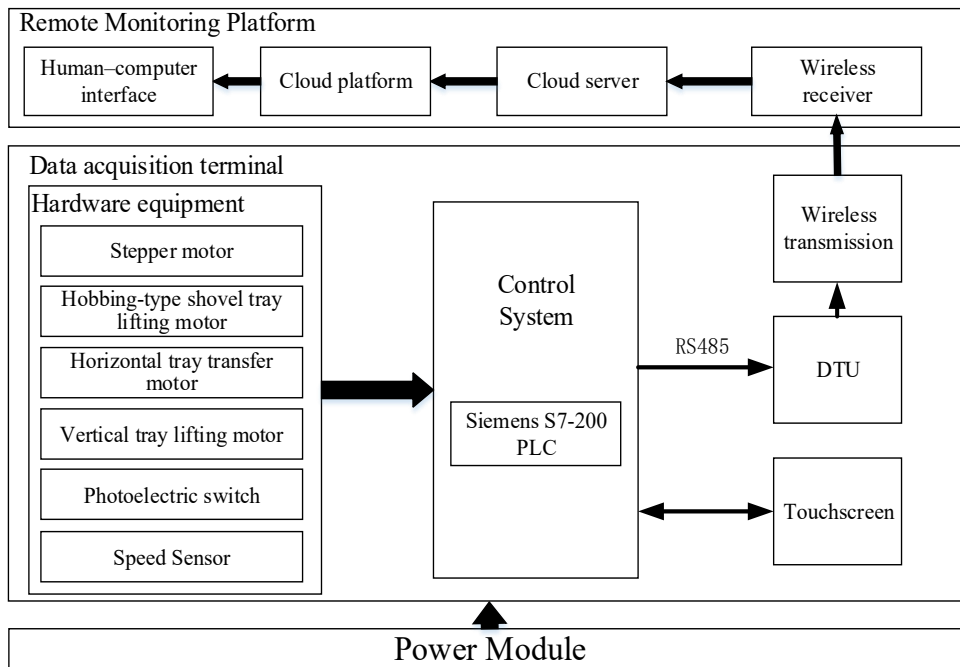 Remote Monitoring Platform
Human–computer
interface
Cloud platform
Cloud server
Wireless
receiver
Data acquisition terminal
Hardware equipment
Stepper motor
Hobbing-type shovel tray
lifting motor
Horizontal tray transfer
motor
Vertical tray lifting motor
Photoelectric switch
Speed Sensor
Control
System
Siemens S7-200
PLC
RS485
Wireless
transmission
DTU
Touchscreen
Power Module